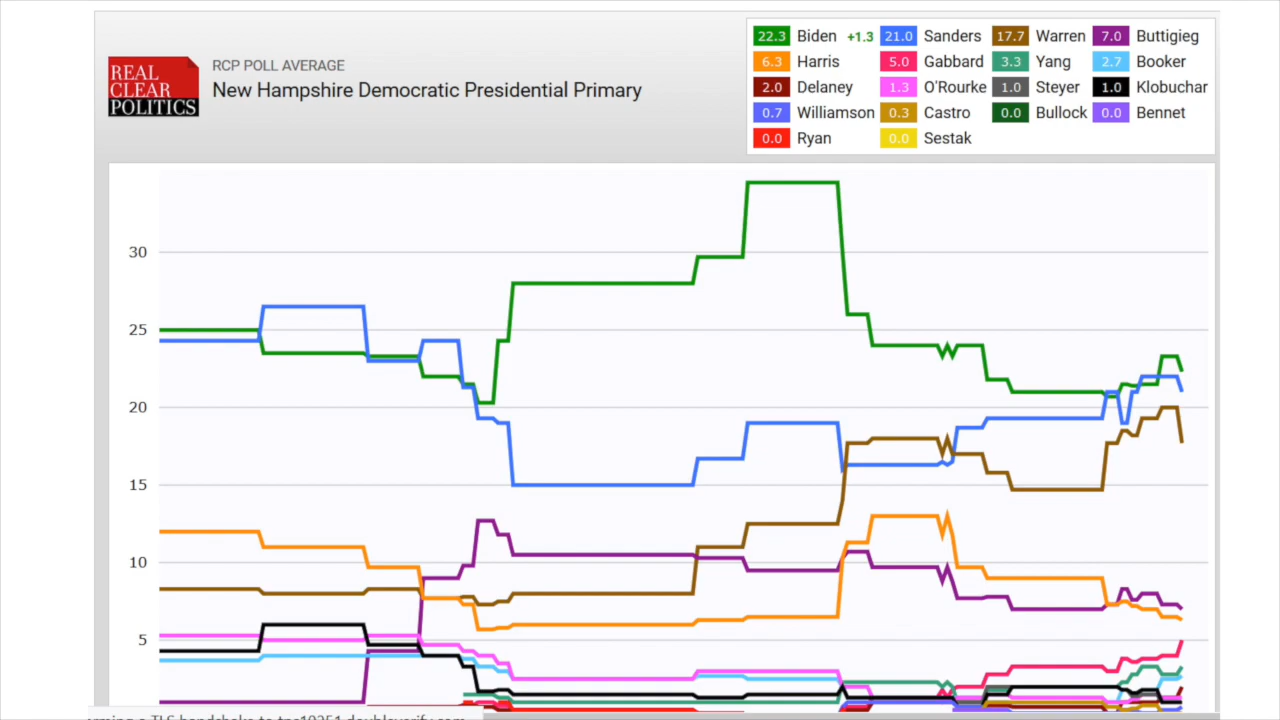 REAL
CLEAR
POLITICS
RCP POLL AVERAGE
New Hampshire Democratic Presidential Primary
22.3 Biden +1.3 21.0 Sanders 17.7 Warren 7.0 Buttigieg
6.3 Harris 5.0 Gabbard 3.3 Yang 2.7 Booker
2.0 Delaney 1.3 O'Rourke 1.0 Steyer 1.0 Klobuchar
0.7 Williamson 0.3 Castro 0.0 Bullock 0.0 Bennet
0.0 Ryan 0.0 Sestak
30
25
20
15
10
5